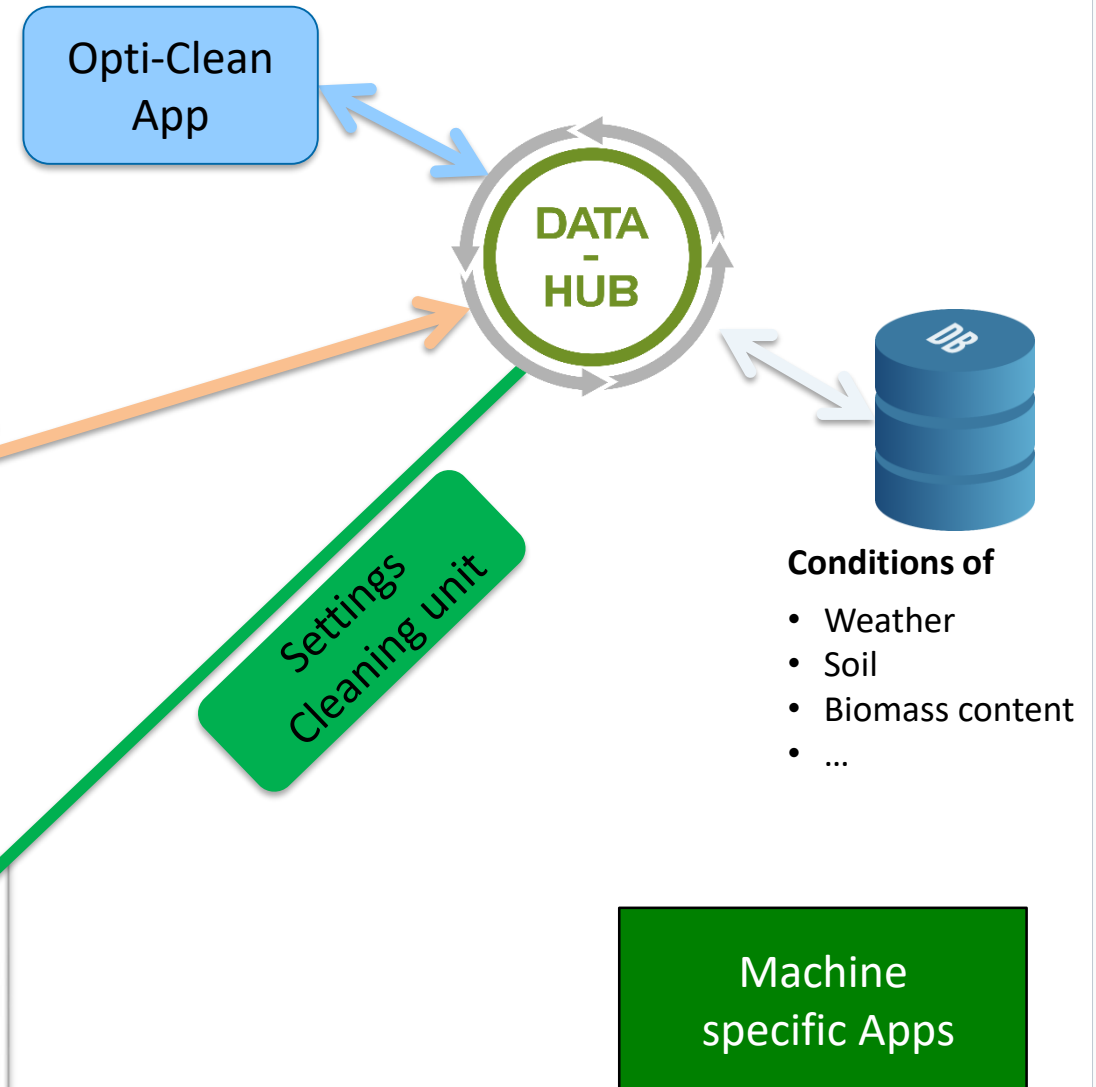 Opti-Clean
App
DATA
-
HUB
DB
Settings
Cleaning unit
Conditions of
• Weather
• Soil
• Biomass content
• …
Machine
specific Apps